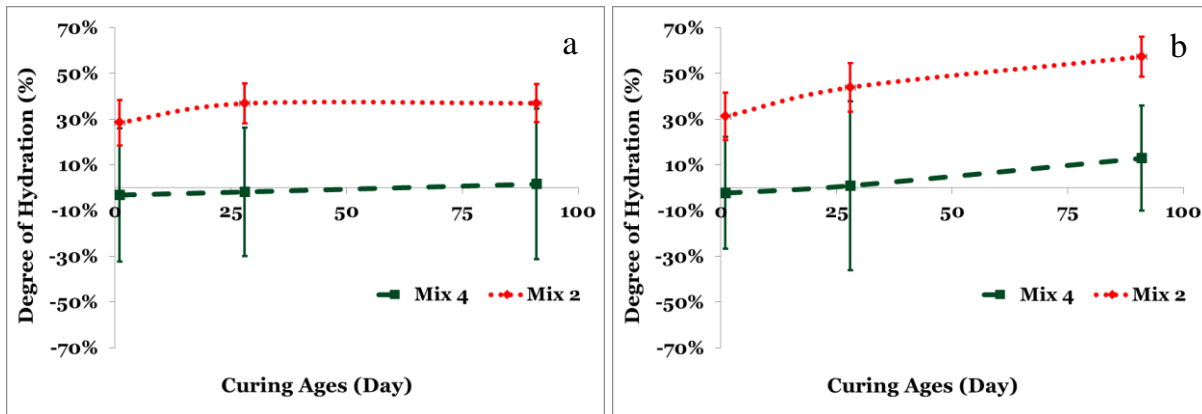 a
Degree of Hydration (%)
70%
50%
30%
10%
-10%
-30%
-50%
-70%
0
25
50
75
100
Mix 4
Mix 2
Curing Ages (Day)
b
Degree of Hydration (%)
70%
50%
30%
10%
-10%
-30%
-50%
-70%
0
25
50
75
100
Mix 4
Mix 2
Curing Ages (Day)